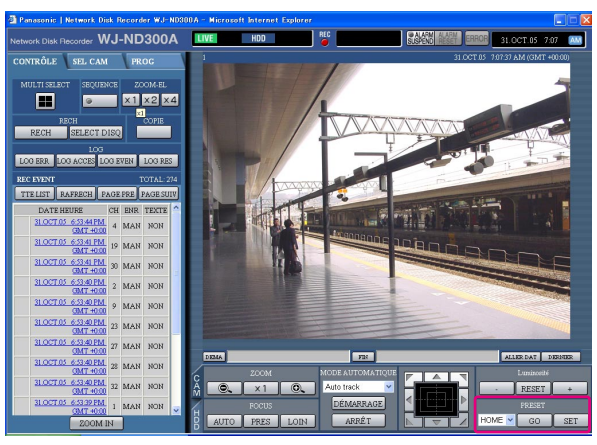 Panasonic | Network Disk Recorder WJ-ND300A - Microsoft Internet Explorer
Network Disk Recorder WJ-ND300A LIVE HDD REC ALARM SUSPEND ALARM RESET ERROR 31.OCT.05 7:07 AM
CONTRÔLE SEL CAM PROG
1 31.OCT.05 7:07:37 AM (GMT +00:00)
MULTI SELECT SEQUENCE ZOOM-EL
x 1 x 2 x 4
x1
RECH COPIE
RECH SELECT DISQ
LOG
LOG ERR. LOG ACCES LOG EVEN LOG RES
REC EVENT TOTAL: 274
TTE LIST RAFRECH PAGE PRE PAGE SUIV
DATE HEURE CH ENR TEXTE
31.OCT.05 6:53:44 PM GMT +0:00 4 MAN NON
31.OCT.05 6:53:41 PM GMT +0:00 19 MAN NON
31.OCT.05 6:53:41 PM GMT +0:00 30 MAN NON
31.OCT.05 6:53:40 PM GMT +0:00 2 MAN NON
31.OCT.05 6:53:40 PM GMT +0:00 9 MAN NON
31.OCT.05 6:53:40 PM GMT +0:00 23 MAN NON
31.OCT.05 6:53:40 PM GMT +0:00 27 MAN NON
31.OCT.05 6:53:40 PM GMT +0:00 28 MAN NON
31.OCT.05 6:53:40 PM GMT +0:00 32 MAN NON
31.OCT.05 6:53:39 PM GMT +0:00 1 MAN NON
ZOOM IN
DEMA FIN ALLER DAT DERNIER
CAM
HDD
ZOOM
x 1
FOCUS
AUTO PRES LOIN
MODE AUTOMATIQUE
Auto track
DÉMARRAGE
ARRÊT
Luminosité
- RESET +
PRESET
HOME GO SET